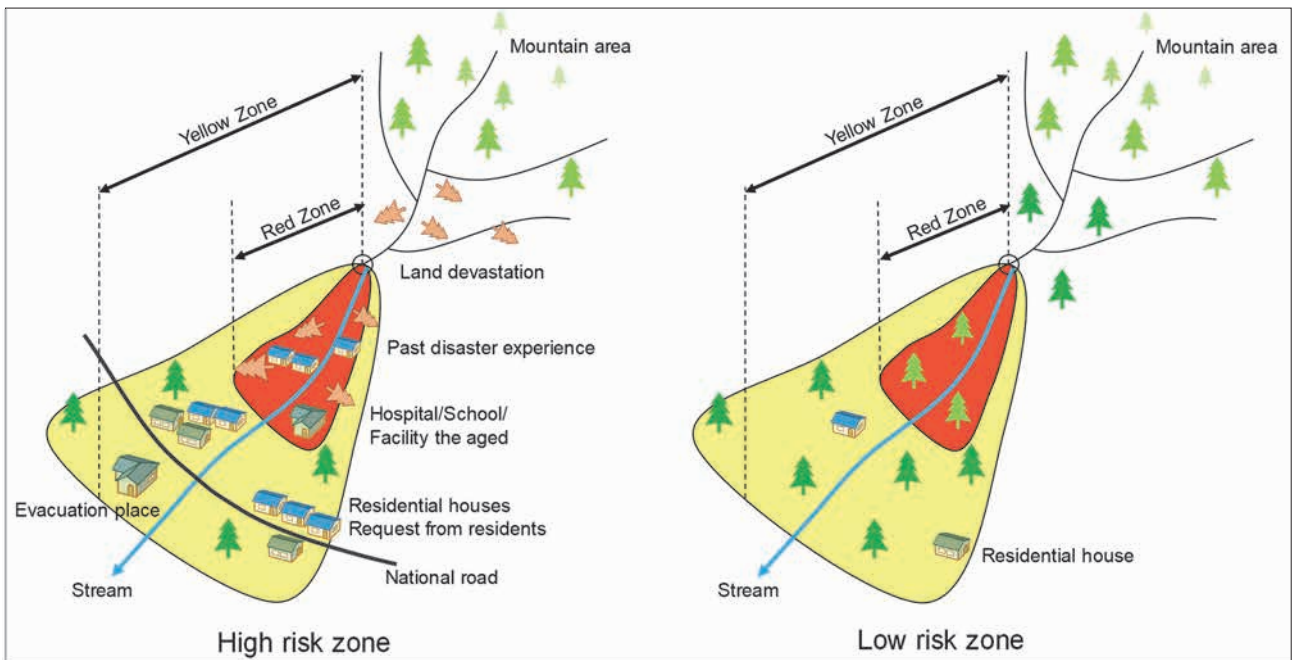 Mountain area
Yellow Zone
Red Zone
Land devastation
Past disaster experience
Hospital/School/
Facility the aged
Evacuation place
Residential houses
Request from residents
National road
Stream
High risk zone
Mountain area
Yellow Zone
Red Zone
Residential house
Stream
Low risk zone